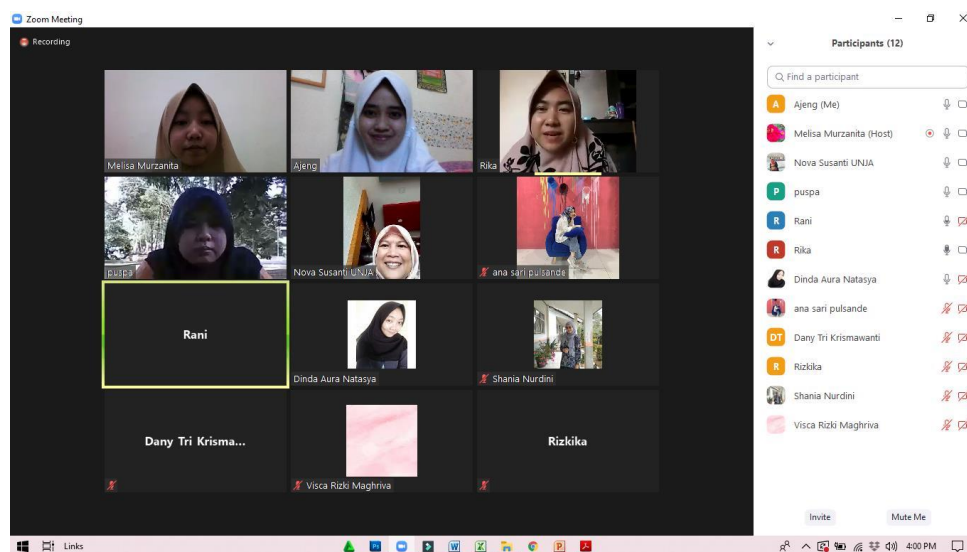 Zoom Meeting
Recording
Melisa Murzanita
Ajeng
Rika
puspa
Nova Susanti UNJA
ana sari pulsande
Rani
Dinda Aura Natasya
Shania Nurdini
Dany Tri Krisma...
Visca Rizki Maghriva
Rizkika
Participants (12)
Find a participant
A Ajeng (Me)
Melisa Murzanita (Host)
Nova Susanti UNJA
P puspa
R Rani
R Rika
Dinda Aura Natasya
ana sari pulsande
DT Dany Tri Krismawanti
R Rizkika
Shania Nurdini
Visca Rizki Maghriva
Invite Mute Me
Links
4:00 PM